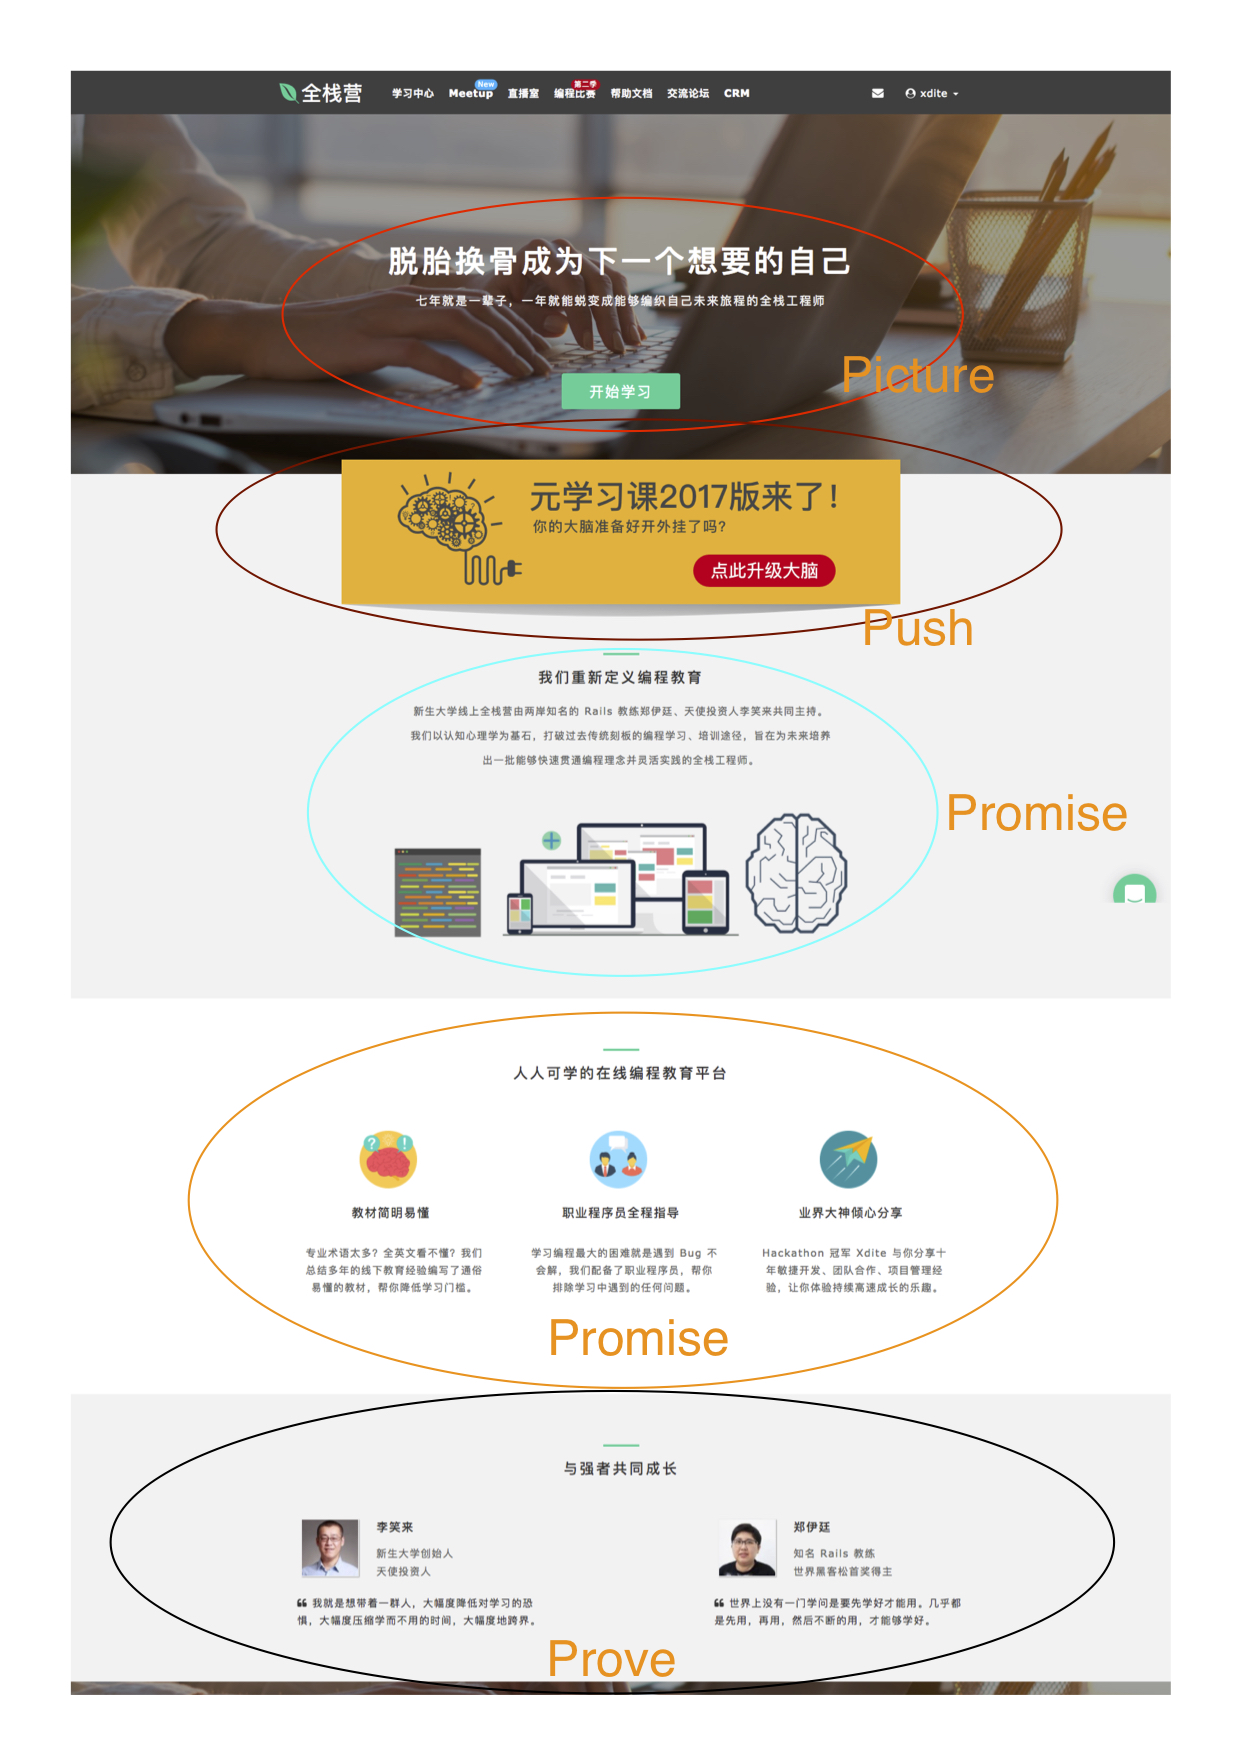 全栈营
学习中心 Meetup New 直播室 编程比赛 第二季 帮助文档 交流论坛 CRM
xdite
脱胎换骨成为下一个想要的自己
七年就是一辈子，一年就能蜕变成能够编织自己未来旅程的全栈工程师
Picture
开始学习
元学习课2017版来了！
你的大脑准备好开外挂了吗？
点此升级大脑
Push
我们重新定义编程教育
新生大学线上全栈营由两岸知名的 Rails 教练郑伊廷、天使投资人李笑来共同主持。
我们以认知心理学为基石，打破过去传统刻板的编程学习、培训途径，旨在为未来培养
出一批能够快速贯通编程理念并灵活实践的全栈工程师。
Promise
人人可学的在线编程教育平台
? !
教材简明易懂
专业术语太多？全英文看不懂？我们
总结多年的线下教育经验编写了通俗
易懂的教材，帮你降低学习门槛。
职业程序员全程指导
学习编程最大的困难就是遇到 Bug 不
会解，我们配备了职业程序员，帮你
排除学习中遇到的任何问题。
业界大神倾心分享
Hackathon 冠军 Xdite 与你分享十
年敏捷开发、团队合作、项目管理经
验，让你体验持续高速成长的乐趣。
Promise
与强者共同成长
李笑来
新生大学创始人
天使投资人
“ 我就是想带着一群人，大幅度降低对学习的恐
惧，大幅度压缩学而不用的时间，大幅度地跨界。
郑伊廷
知名 Rails 教练
世界黑客松首奖得主
“ 世界上没有一门学问是要先学好才能用。几乎都
是先用，再用，然后不断的用，才能够学好。
Prove